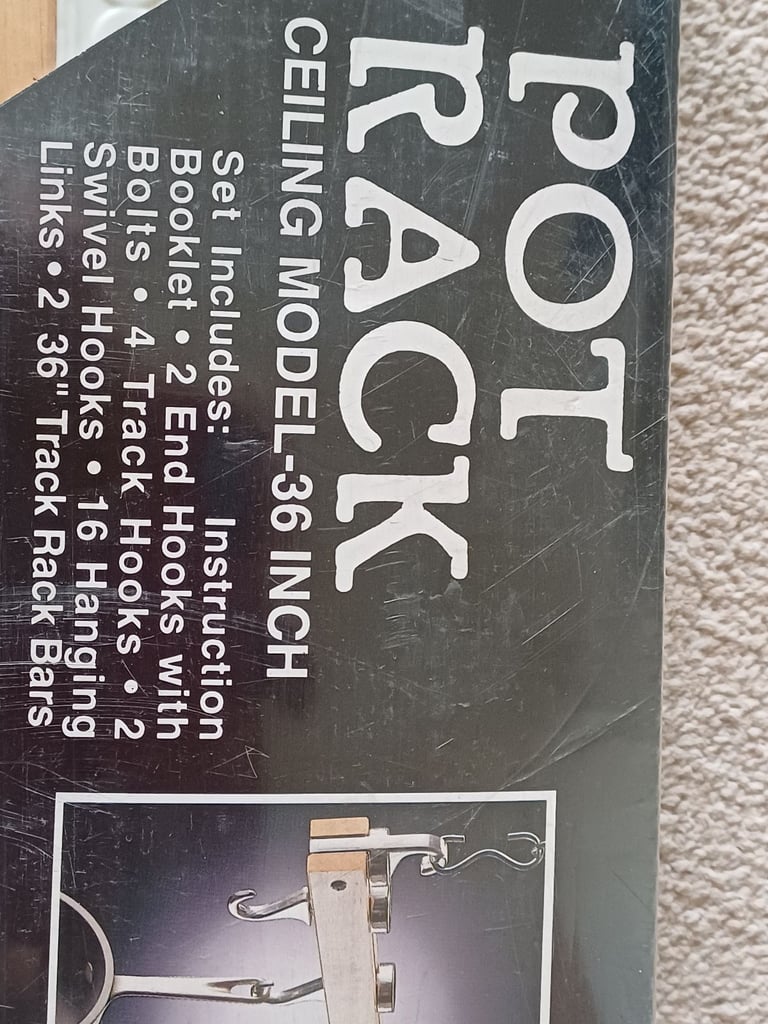 POT
RACK
CEILING MODEL-36 INCH
Set Includes: Instruction
Booklet • 2 End Hooks with
Bolts • 4 Track Hooks • 2
Swivel Hooks • 16 Hanging
Links • 2 36" Track Rack Bars